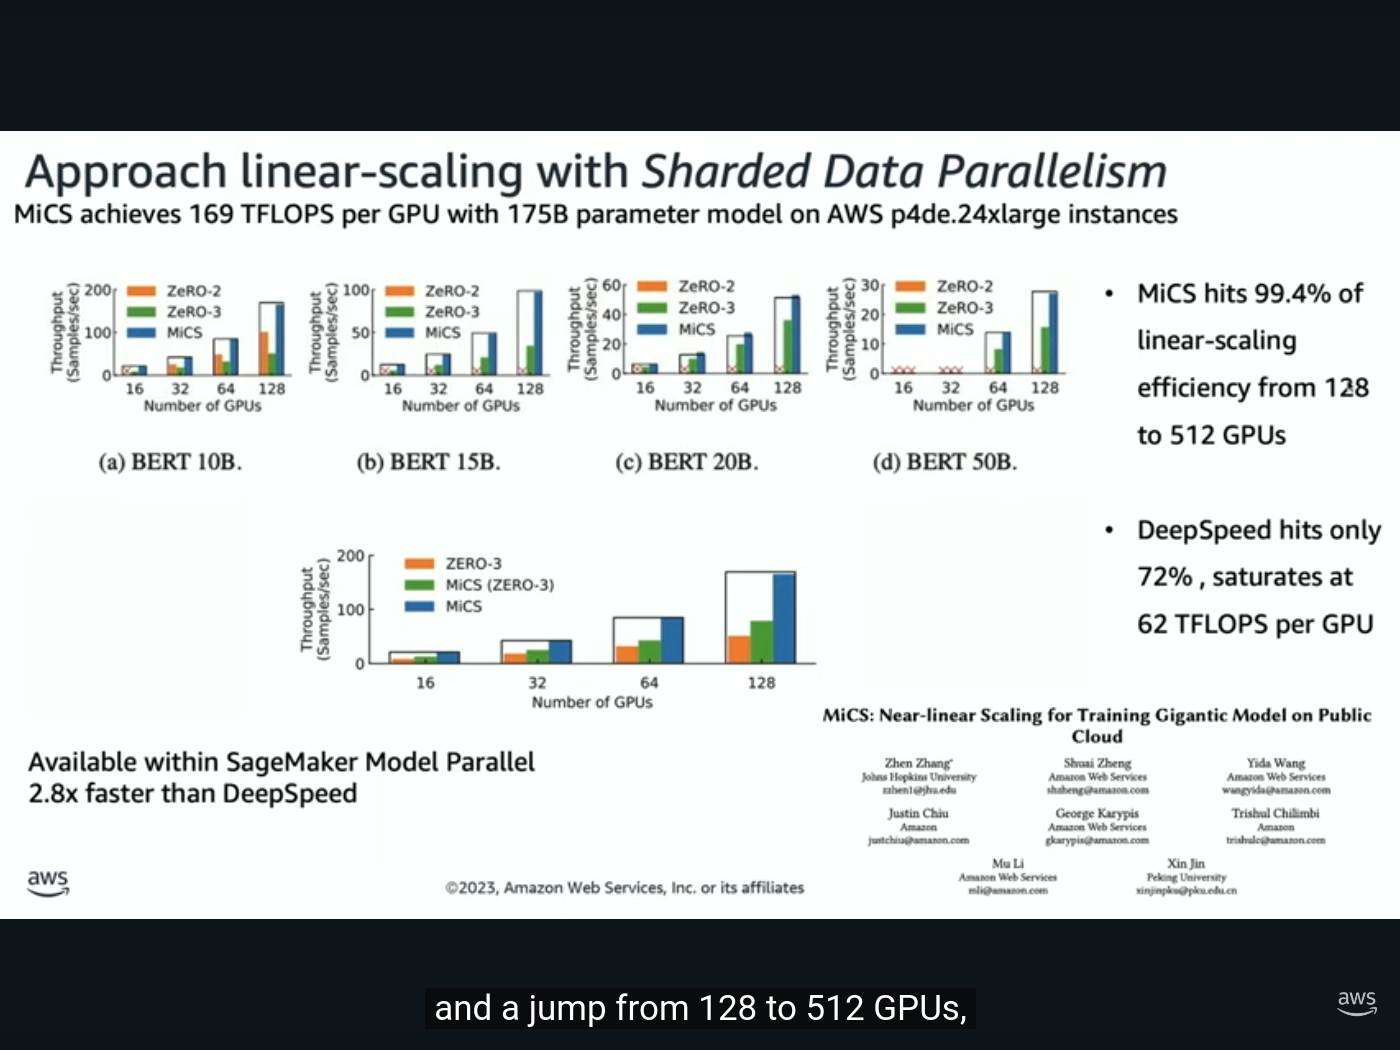 Approach linear-scaling with Sharded Data Parallelism
MiCS achieves 169 TFLOPS per GPU with 175B parameter model on AWS p4de.24xlarge instances
Throughput
(Samples/sec)
200
100
0
ZeRO-2
ZeRO-3
MiCS
16 32 64 128
Number of GPUs
(a) BERT 10B.
Throughput
(Samples/sec)
100
50
0
ZeRO-2
ZeRO-3
MiCS
16 32 64 128
Number of GPUs
(b) BERT 15B.
Throughput
(Samples/sec)
60
40
20
0
ZeRO-2
ZeRO-3
MiCS
16 32 64 128
Number of GPUs
(c) BERT 20B.
Throughput
(Samples/sec)
30
20
10
0
ZeRO-2
ZeRO-3
MiCS
16 32 64 128
Number of GPUs
(d) BERT 50B.
• MiCS hits 99.4% of
linear-scaling
efficiency from 128
to 512 GPUs
• DeepSpeed hits only
72% , saturates at
62 TFLOPS per GPU
Throughput
(Samples/sec)
200
100
0
ZERO-3
MiCS (ZERO-3)
MiCS
16 32 64 128
Number of GPUs
MiCS: Near-linear Scaling for Training Gigantic Model on Public
Cloud
Zhen Zhang*
Johns Hopkins University
zzhen1@jhu.edu
Shuai Zheng
Amazon Web Services
shzheng@amazon.com
Yida Wang
Amazon Web Services
wangyida@amazon.com
Justin Chiu
Amazon
justchiu@amazon.com
George Karypis
Amazon Web Services
gkarypis@amazon.com
Trishul Chilimbi
Amazon
trishulc@amazon.com
Mu Li
Amazon Web Services
mli@amazon.com
Xin Jin
Peking University
xinjinpku@pku.edu.cn
Available within SageMaker Model Parallel
2.8x faster than DeepSpeed
aws
©2023, Amazon Web Services, Inc. or its affiliates
and a jump from 128 to 512 GPUs,
aws